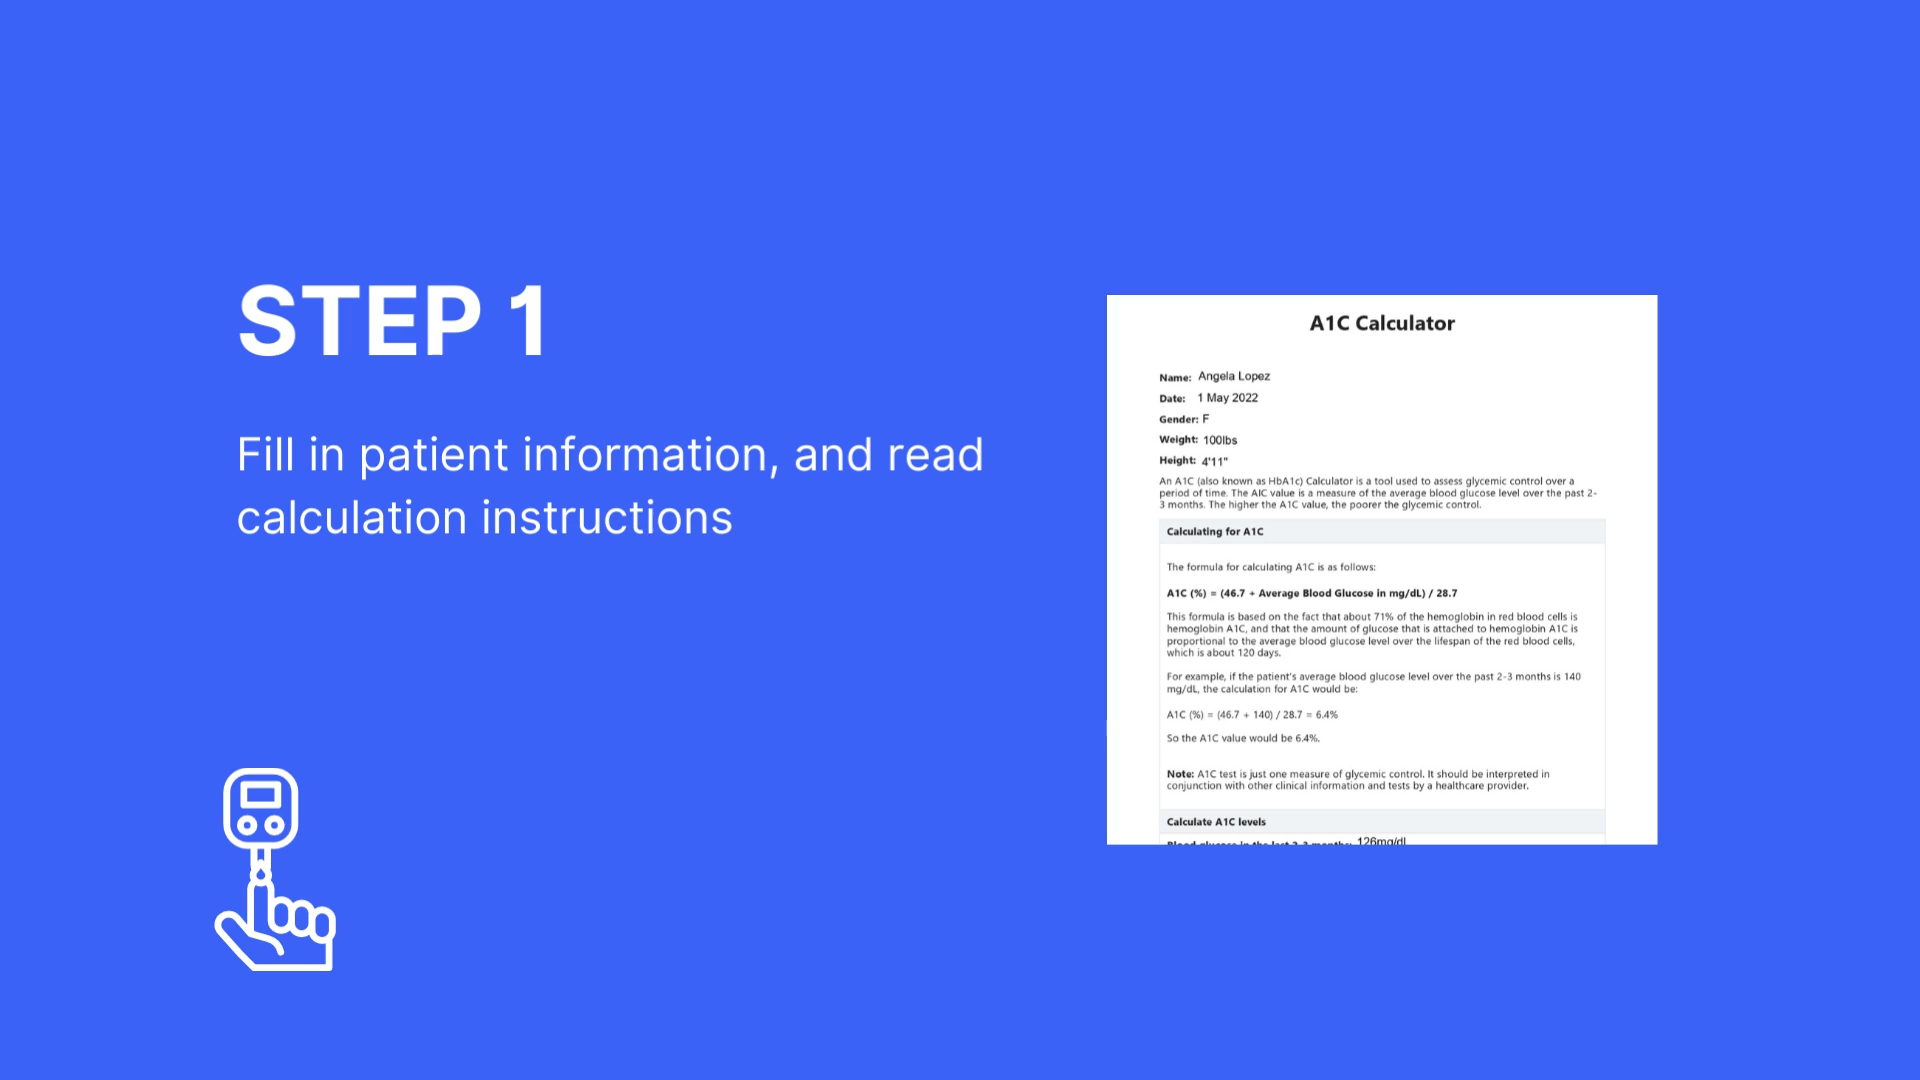 STEP 1
Fill in patient information, and read
calculation instructions
A1C Calculator
Name: Angela Lopez
Date: 1 May 2022
Gender: F
Weight: 100lbs
Height: 4'11"
An A1C (also known as HbA1c) Calculator is a tool used to assess glycemic control over a
period of time. The AIC value is a measure of the average blood glucose level over the past 2-
3 months. The higher the A1C value, the poorer the glycemic control.
Calculating for A1C
The formula for calculating A1C is as follows:
A1C (%) = (46.7 + Average Blood Glucose in mg/dL) / 28.7
This formula is based on the fact that about 71% of the hemoglobin in red blood cells is
hemoglobin A1C, and that the amount of glucose that is attached to hemoglobin A1C is
proportional to the average blood glucose level over the lifespan of the red blood cells,
which is about 120 days.
For example, if the patient's average blood glucose level over the past 2-3 months is 140
mg/dL, the calculation for A1C would be:
A1C (%) = (46.7 + 140) / 28.7 = 6.4%
So the A1C value would be 6.4%.
Note: A1C test is just one measure of glycemic control. It should be interpreted in
conjunction with other clinical information and tests by a healthcare provider.
Calculate A1C levels
Blood glucose in the last 2-3 months: 126mg/dl